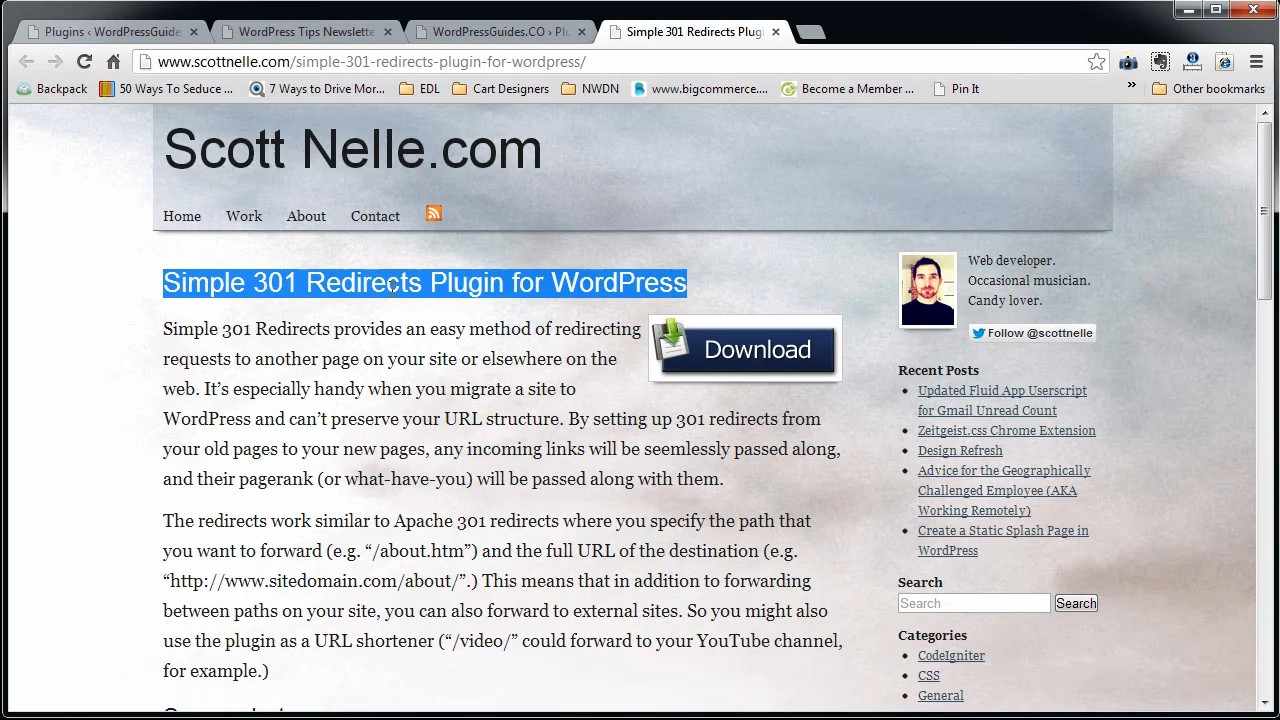 Plugins ‹ WordPressGuide
WordPress Tips Newslette
WordPressGuides.CO › Plu
Simple 301 Redirects Plugi
www.scottnelle.com/simple-301-redirects-plugin-for-wordpress/
Backpack
50 Ways To Seduce ...
7 Ways to Drive Mor...
EDL
Cart Designers
NWDN
www.bigcommerce....
Become a Member ...
Pin It
Other bookmarks
Scott Nelle.com
Home Work About Contact
Simple 301 Redirects Plugin for WordPress
Simple 301 Redirects provides an easy method of redirecting
requests to another page on your site or elsewhere on the
web. It’s especially handy when you migrate a site to
WordPress and can’t preserve your URL structure. By setting up 301 redirects from
your old pages to your new pages, any incoming links will be seemlessly passed along,
and their pagerank (or what-have-you) will be passed along with them.
Download
The redirects work similar to Apache 301 redirects where you specify the path that
you want to forward (e.g. “/about.htm”) and the full URL of the destination (e.g.
“http://www.sitedomain.com/about/”.) This means that in addition to forwarding
between paths on your site, you can also forward to external sites. So you might also
use the plugin as a URL shortener (“/video/” could forward to your YouTube channel,
for example.)
Web developer.
Occasional musician.
Candy lover.
Follow @scottnelle
Recent Posts
Updated Fluid App Userscript
for Gmail Unread Count
Zeitgeist.css Chrome Extension
Design Refresh
Advice for the Geographically
Challenged Employee (AKA
Working Remotely)
Create a Static Splash Page in
WordPress
Search
Search Search
Categories
CodeIgniter
CSS
General